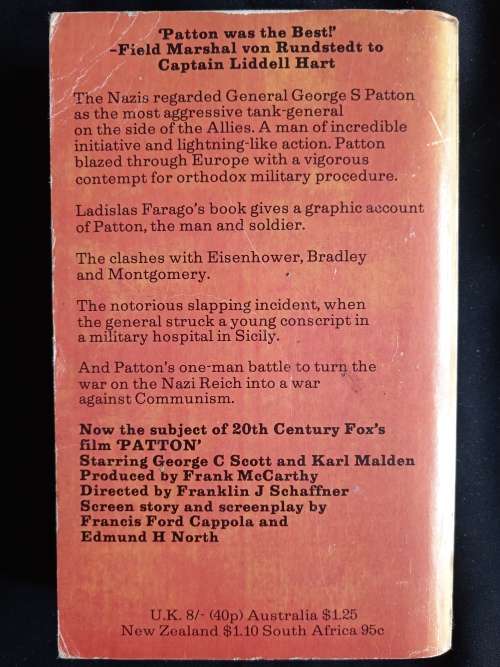 'Patton was the Best!'
–Field Marshal von Rundstedt to
Captain Liddell Hart
The Nazis regarded General George S Patton
as the most aggressive tank-general
on the side of the Allies. A man of incredible
initiative and lightning-like action. Patton
blazed through Europe with a vigorous
contempt for orthodox military procedure.
Ladislas Farago's book gives a graphic account
of Patton, the man and soldier.
The clashes with Eisenhower, Bradley
and Montgomery.
The notorious slapping incident, when
the general struck a young conscript in
a military hospital in Sicily.
And Patton's one-man battle to turn the
war on the Nazi Reich into a war
against Communism.
Now the subject of 20th Century Fox's
film 'PATTON'
Starring George C Scott and Karl Malden
Produced by Frank McCarthy
Directed by Franklin J Schaffner
Screen story and screenplay by
Francis Ford Cappola and
Edmund H North
U.K. 8/- (40p) Australia $1.25
New Zealand $1.10 South Africa 95c